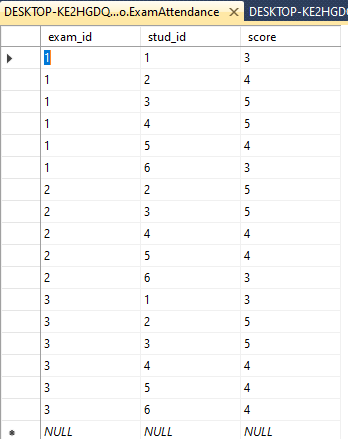 DESKTOP-KE2HGDQ...o.ExamAttendance × DESKTOP-KE2HGD
exam_id stud_id score
1 1 3
1 2 4
1 3 5
1 4 5
1 5 4
1 6 3
2 2 5
2 3 5
2 4 4
2 5 4
2 6 3
3 1 3
3 2 5
3 3 5
3 4 4
3 5 4
3 6 4
NULL NULL NULL